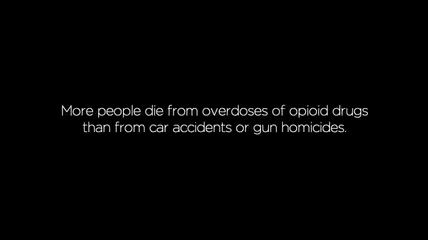 More people die from overdoses of opioid drugs
than from car accidents or gun homicides.